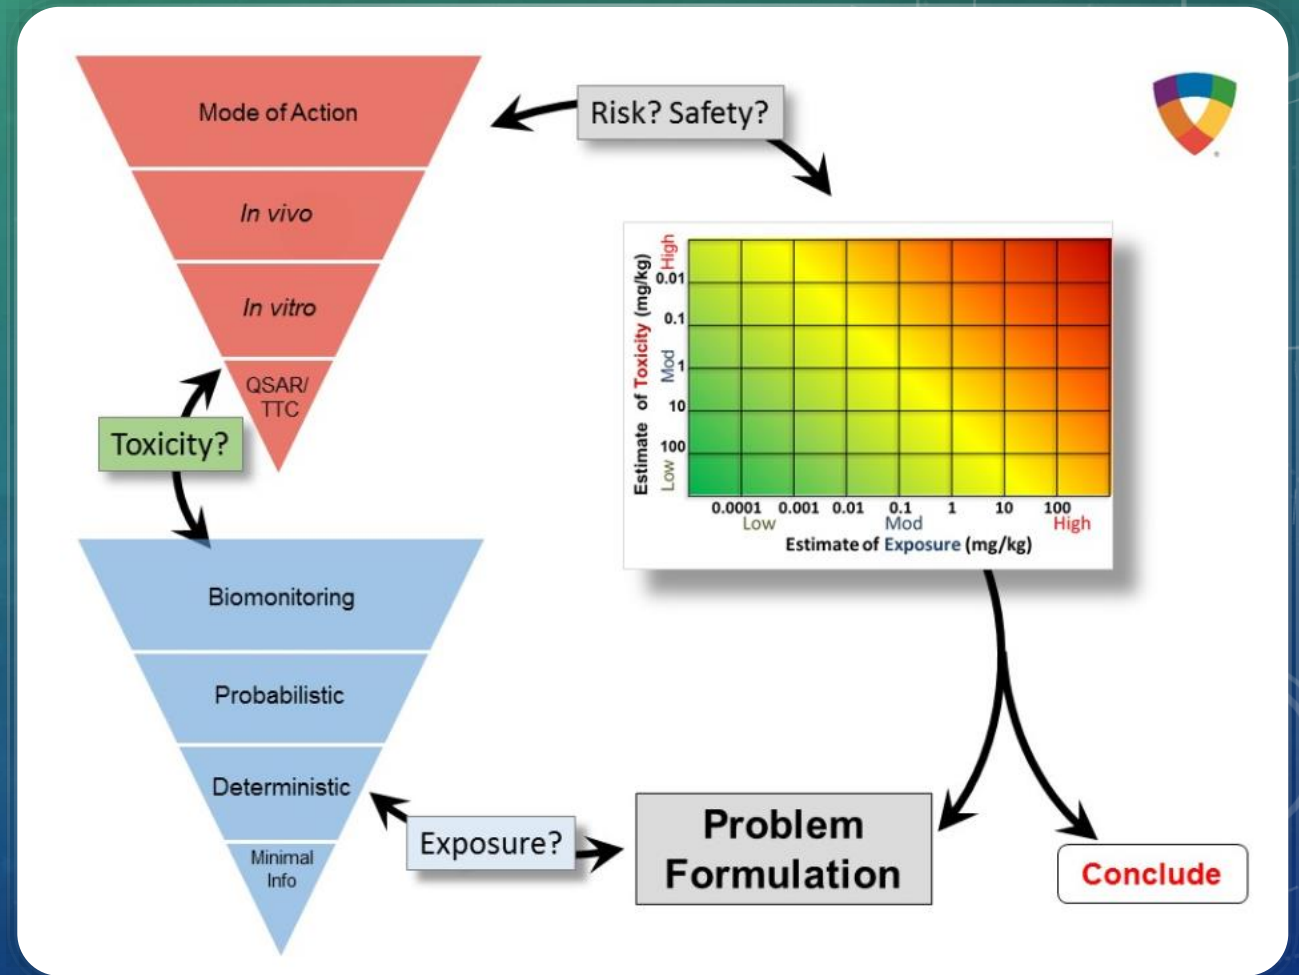 Mode of Action
In vivo
In vitro
QSAR/
TTC
Toxicity?
Risk? Safety?
Estimate of Toxicity (mg/kg)
High
Mod
Low
0.01
0.1
1
10
100
0.0001 0.001 0.01 0.1 1 10 100
Low Mod High
Estimate of Exposure (mg/kg)
Biomonitoring
Probabilistic
Deterministic
Minimal
Info
Exposure?
Problem
Formulation
Conclude